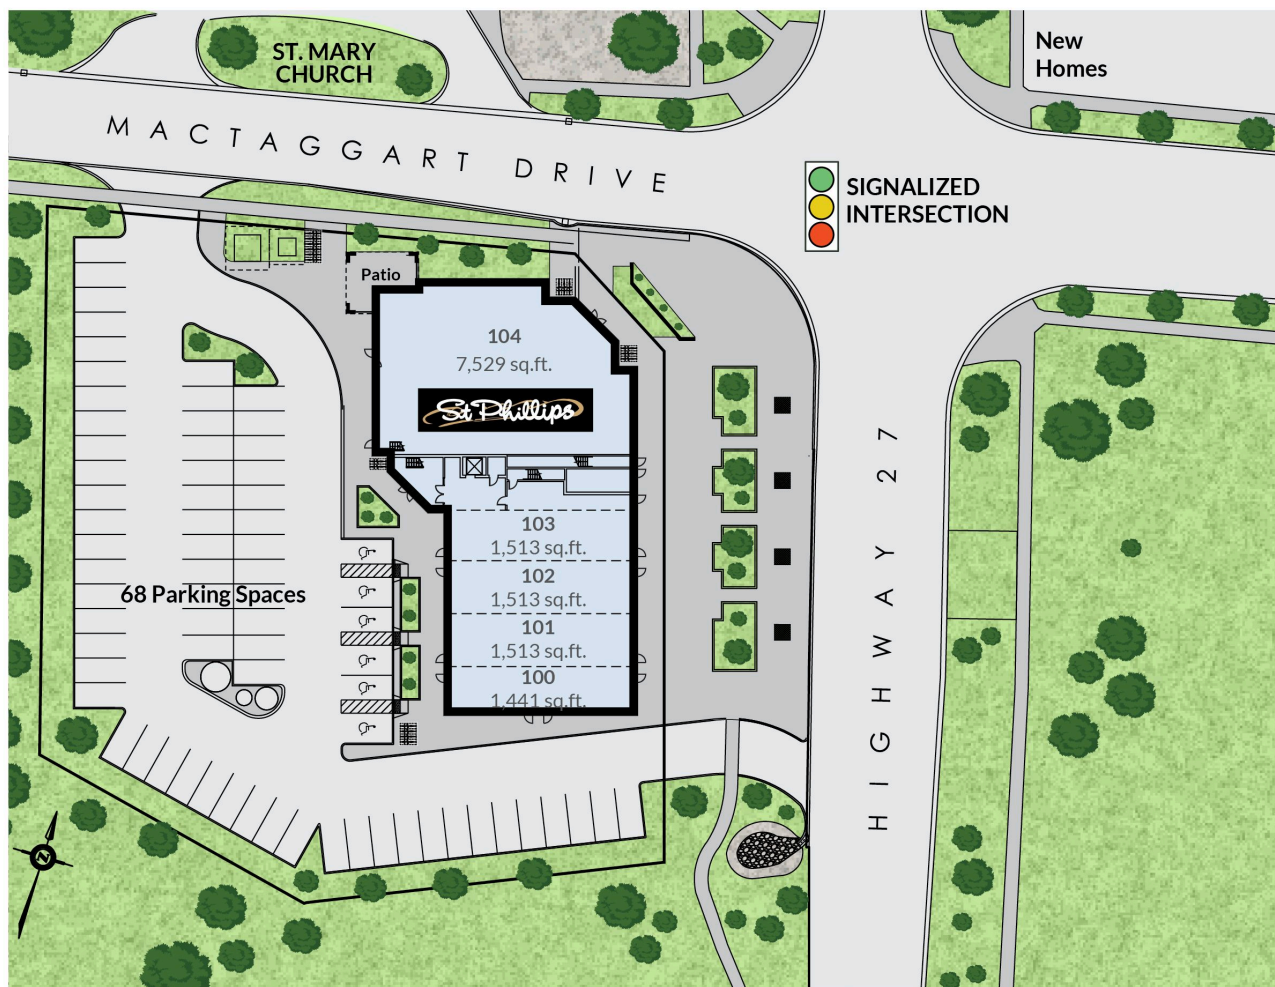 ST. MARY
CHURCH
New
Homes
MACTAGGART DRIVE
SIGNALIZED
INTERSECTION
Patio
104
7,529 sq.ft.
St Phillips
HIGHWAY 27
103
1,513 sq.ft.
102
1,513 sq.ft.
68 Parking Spaces
101
1,513 sq.ft.
100
1,441 sq.ft.
N